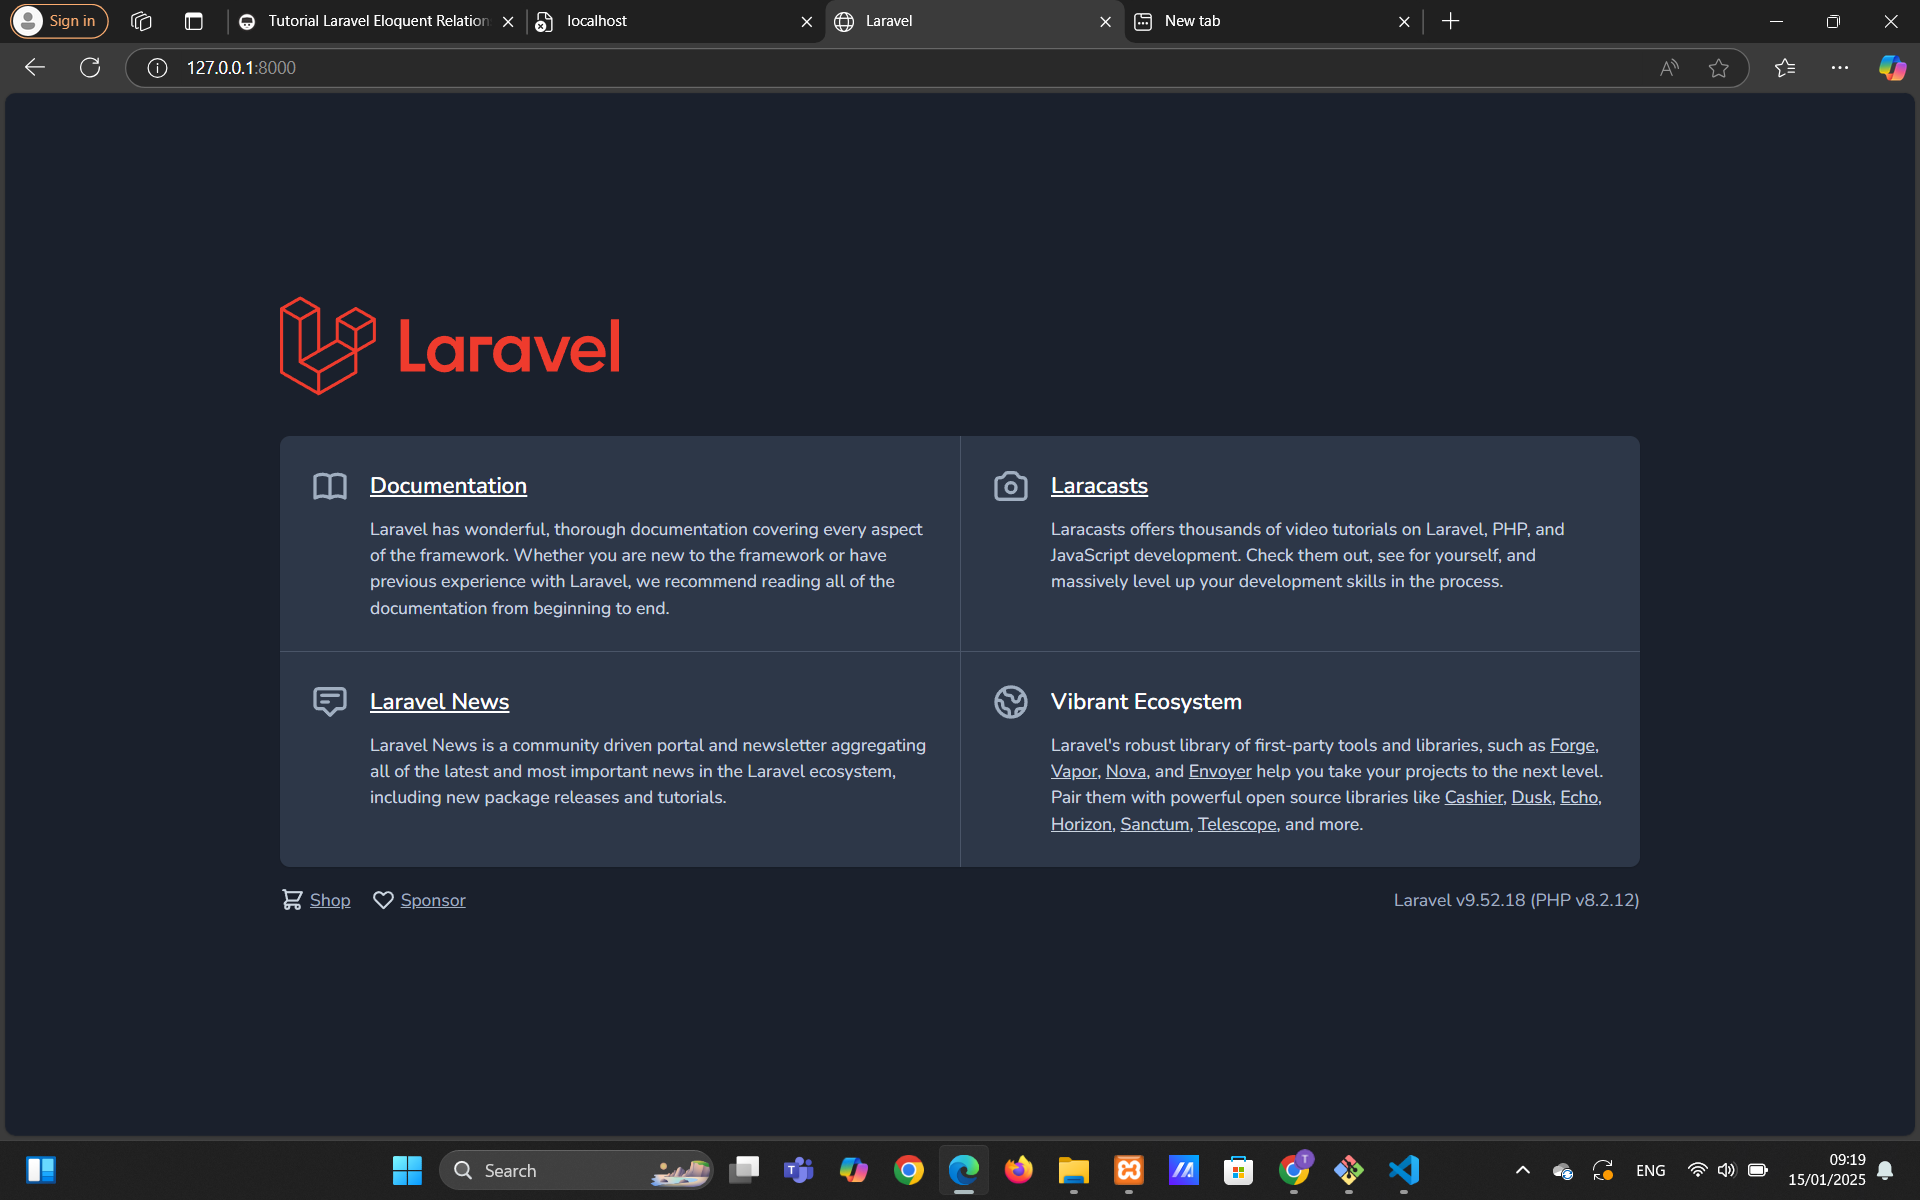 Sign in
Tutorial Laravel Eloquent Relation
localhost
Laravel
New tab
127.0.0.1:8000
Laravel
Documentation
Laravel has wonderful, thorough documentation covering every aspect
of the framework. Whether you are new to the framework or have
previous experience with Laravel, we recommend reading all of the
documentation from beginning to end.
Laracasts
Laracasts offers thousands of video tutorials on Laravel, PHP, and
JavaScript development. Check them out, see for yourself, and
massively level up your development skills in the process.
Laravel News
Laravel News is a community driven portal and newsletter aggregating
all of the latest and most important news in the Laravel ecosystem,
including new package releases and tutorials.
Vibrant Ecosystem
Laravel's robust library of first-party tools and libraries, such as Forge,
Vapor, Nova, and Envoyer help you take your projects to the next level.
Pair them with powerful open source libraries like Cashier, Dusk, Echo,
Horizon, Sanctum, Telescope, and more.
Shop
Sponsor
Laravel v9.52.18 (PHP v8.2.12)
Search
T
ENG
09:19
15/01/2025